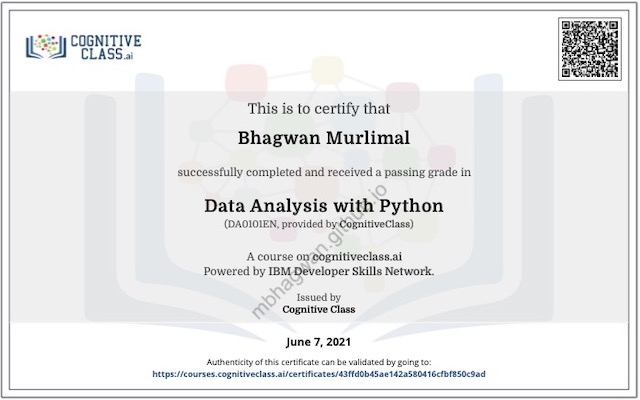 COGNITIVE
CLASS.ai
This is to certify that
Bhagwan Murlimal
successfully completed and received a passing grade in
Data Analysis with Python
(DA0101EN, provided by CognitiveClass)
A course on cognitiveclass.ai
Powered by IBM Developer Skills Network.
mbhagwan.github.io
Issued by
Cognitive Class
June 7, 2021
Authenticity of this certificate can be validated by going to:
https://courses.cognitiveclass.ai/certificates/43ffd0b45ae142a580416cfbf850c9ad